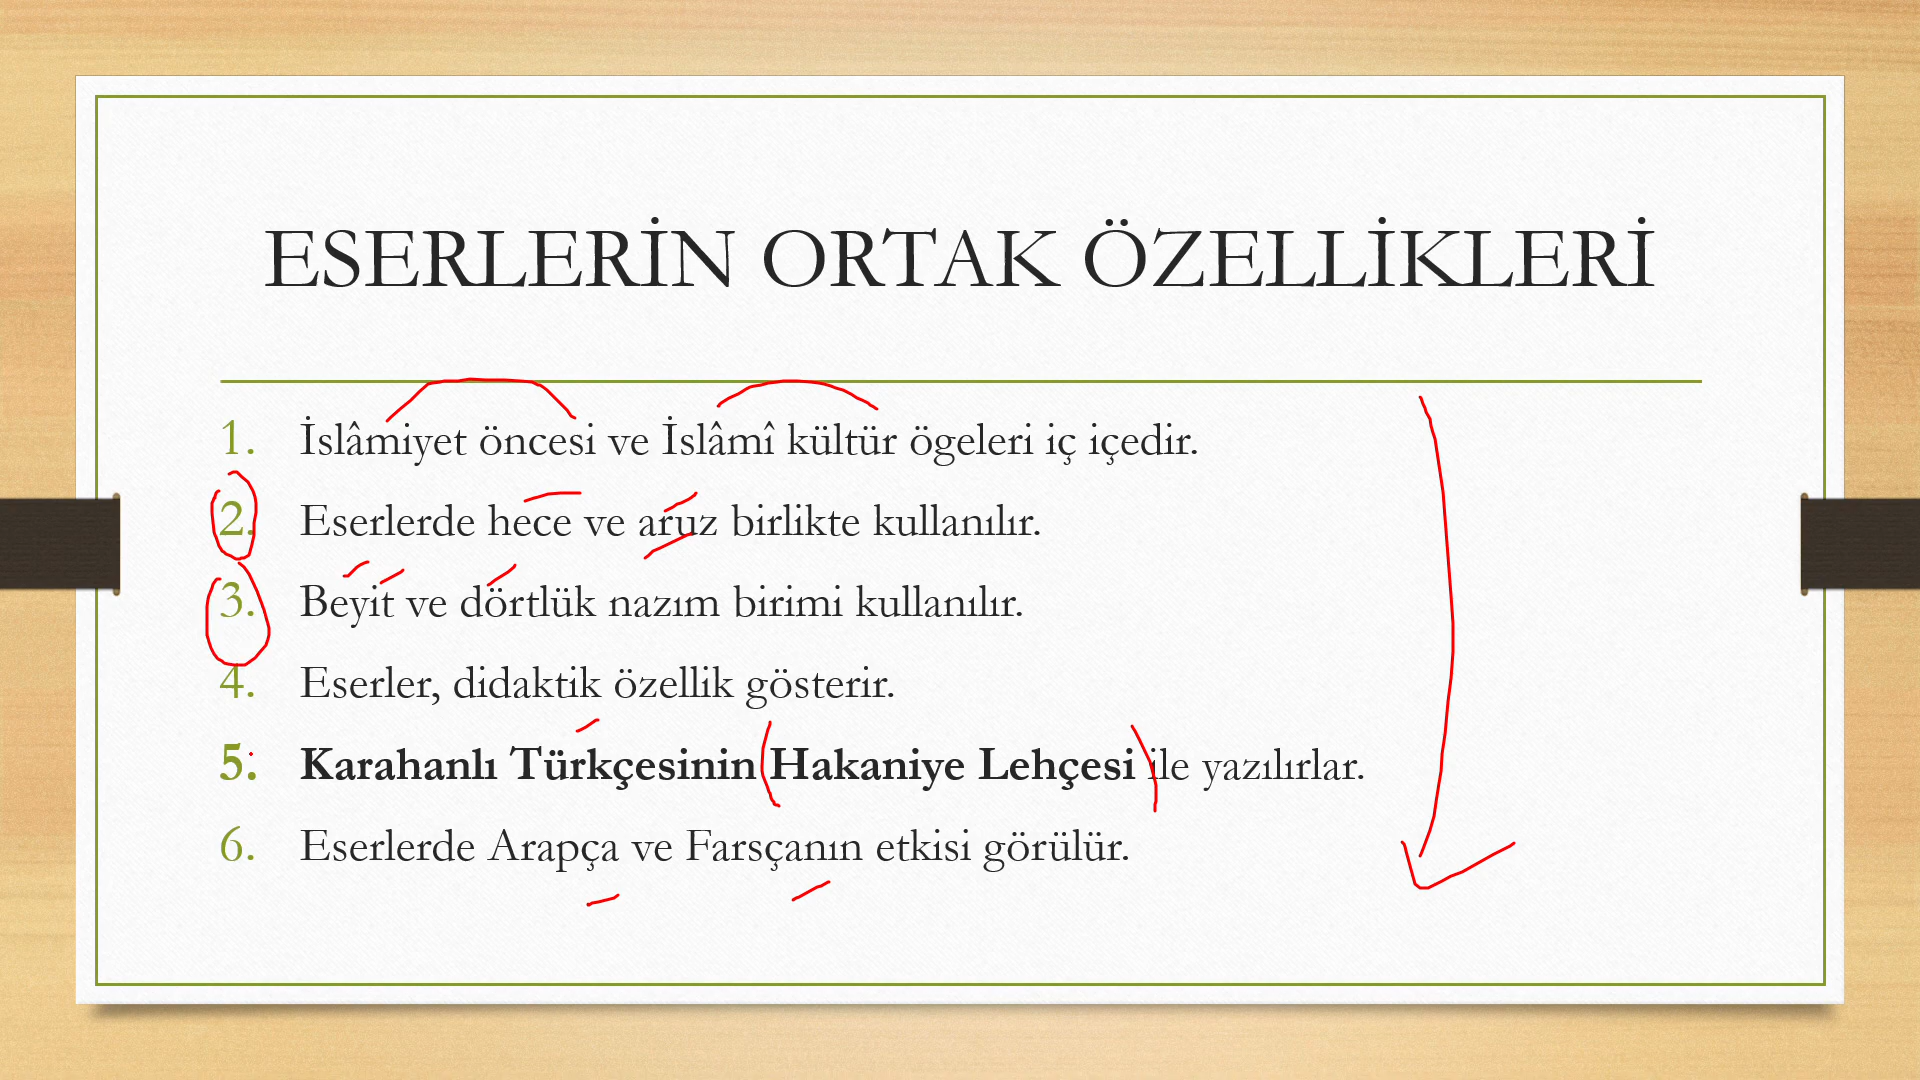 ESERLERİN ORTAK ÖZELLİKLERİ
1. İslâmiyet öncesi ve İslâmî kültür ögeleri iç içedir.
2. Eserlerde hece ve aruz birlikte kullanılır.
3. Beyit ve dörtlük nazım birimi kullanılır.
4. Eserler, didaktik özellik gösterir.
5. Karahanlı Türkçesinin (Hakaniye Lehçesi) ile yazılırlar.
6. Eserlerde Arapça ve Farsçanın etkisi görülür.